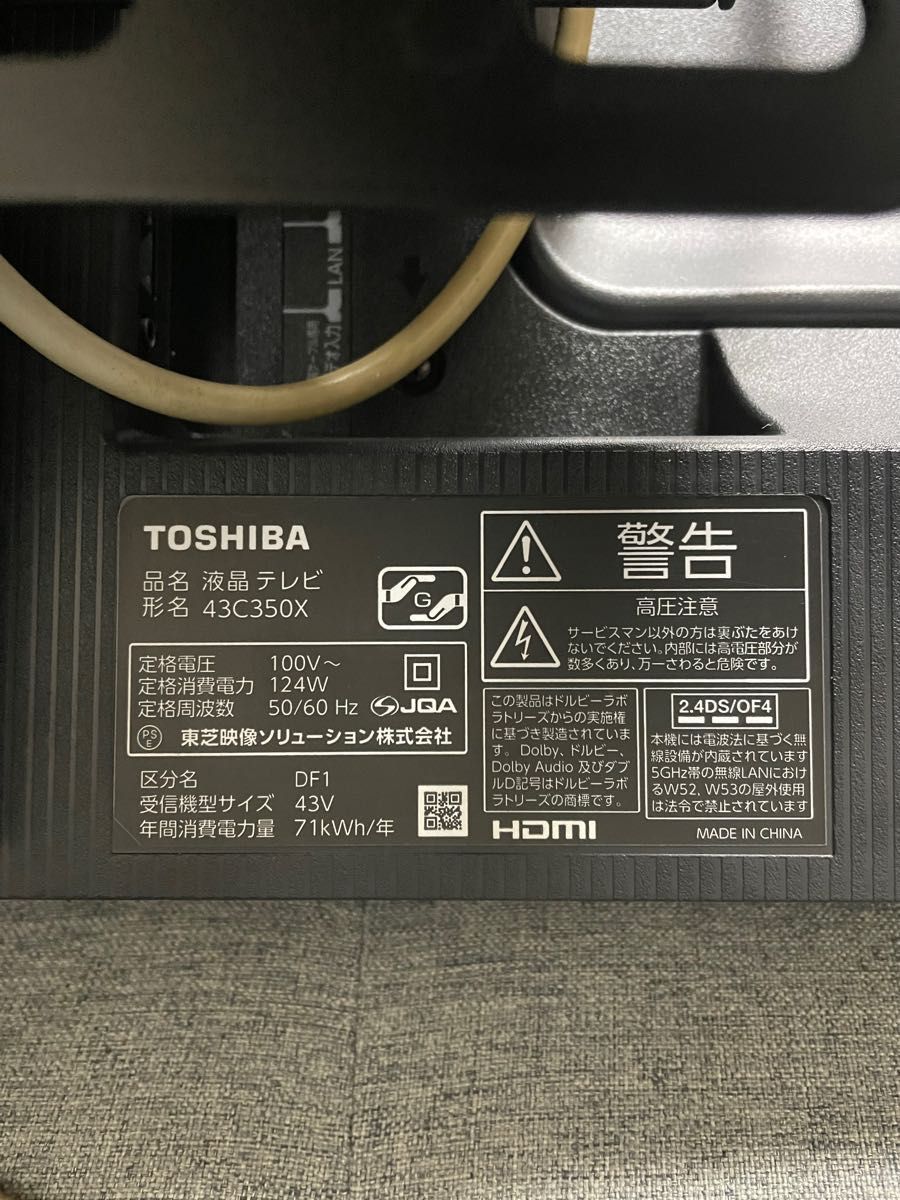 LAN
デオ入力
TOSHIBA
品名 液晶テレビ
形名 43C350X
G
定格電圧 100V～
定格消費電力 124W
定格周波数 50/60 Hz
JQA
PS
E
東芝映像ソリューション株式会社
区分名 DF1
受信機型サイズ 43V
年間消費電力量 71kWh/年
警告
高圧注意
サービスマン以外の方は裏ぶたをあけ
ないでください。内部には高電圧部分が
数多くあり、万一さわると危険です。
この製品はドルビーラボ
ラトリーズからの実施権
に基づき製造されていま
す。Dolby、ドルビー、
Dolby Audio 及びダブ
ルD記号はドルビーラボ
ラトリーズの商標です。
HDMI
2.4DS/OF4
本機には電波法に基づく無
線設備が内蔵されています
5GHz帯の無線LANにおけ
るW52、W53の屋外使用
は法令で禁止されています
MADE IN CHINA